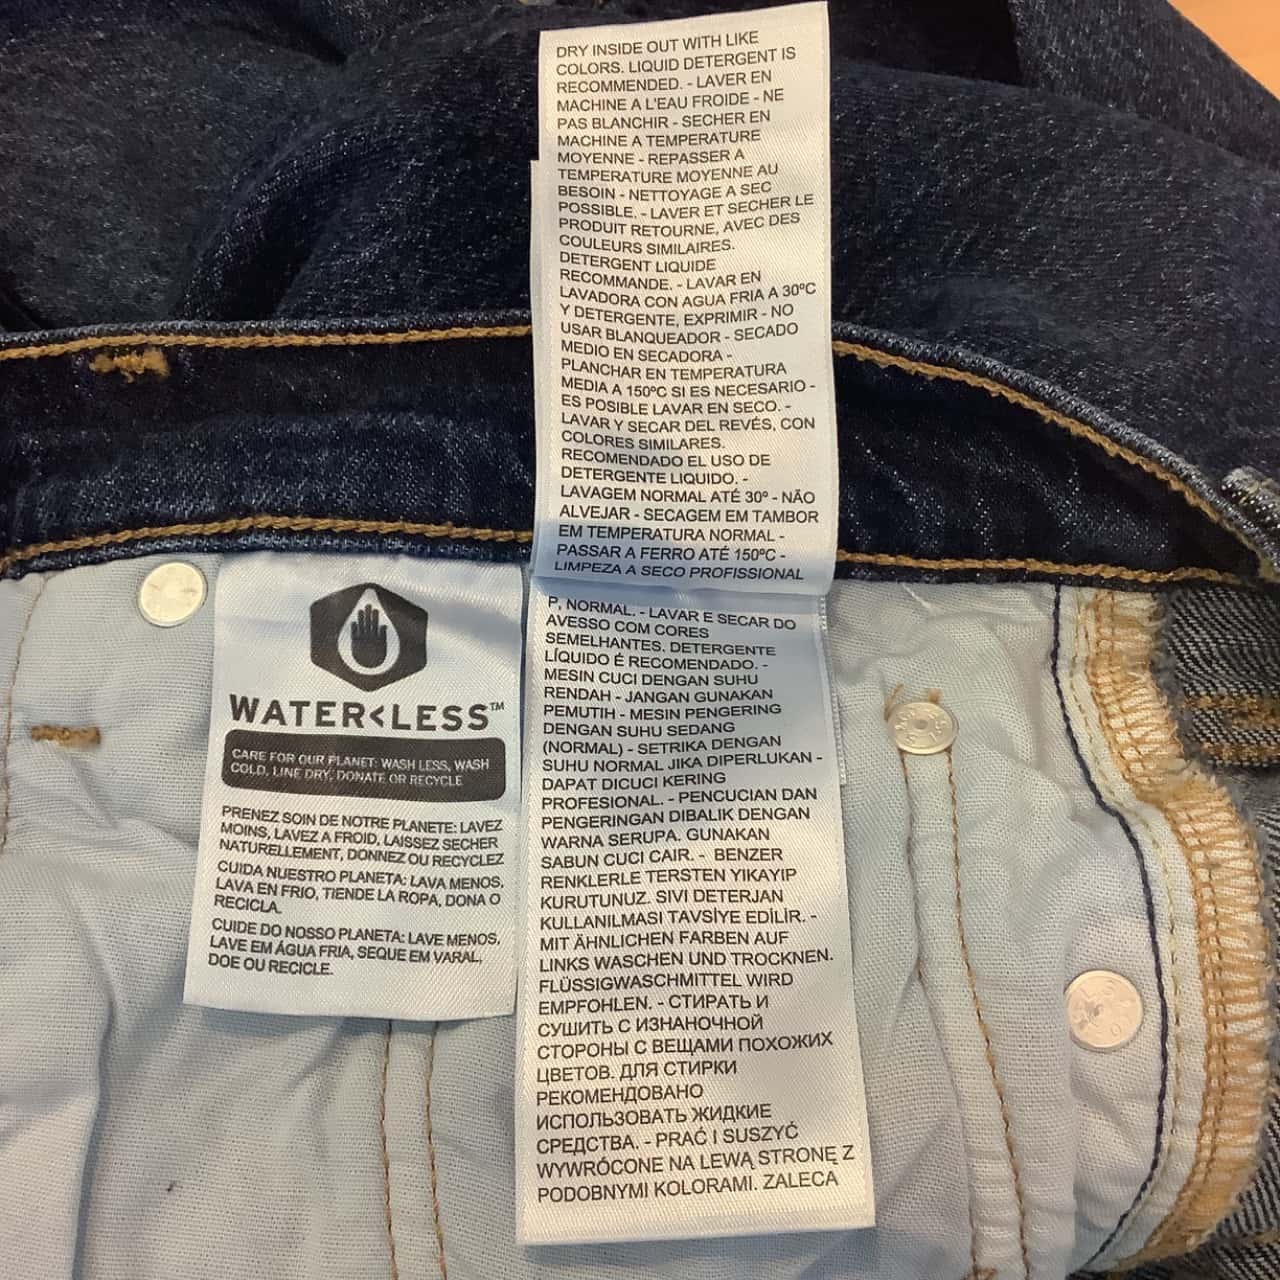 DRY INSIDE OUT WITH LIKE
COLORS. LIQUID DETERGENT IS
RECOMMENDED. - LAVER EN
MACHINE A L'EAU FROIDE - NE
PAS BLANCHIR - SECHER EN
MACHINE A TEMPERATURE
MOYENNE - REPASSER A
TEMPERATURE MOYENNE AU
BESOIN - NETTOYAGE A SEC
POSSIBLE. - LAVER ET SECHER LE
PRODUIT RETOURNE, AVEC DES
COULEURS SIMILAIRES.
DETERGENT LIQUIDE
RECOMMANDE. - LAVAR EN
LAVADORA CON AGUA FRIA A 30ºC
Y DETERGENTE, EXPRIMIR - NO
USAR BLANQUEADOR - SECADO
MEDIO EN SECADORA -
PLANCHAR EN TEMPERATURA
MEDIA A 150ºC SI ES NECESARIO -
ES POSIBLE LAVAR EN SECO. -
LAVAR Y SECAR DEL REVÉS, CON
COLORES SIMILARES.
RECOMENDADO EL USO DE
DETERGENTE LIQUIDO. -
LAVAGEM NORMAL ATÉ 30º - NÃO
ALVEJAR - SECAGEM EM TAMBOR
EM TEMPERATURA NORMAL -
PASSAR A FERRO ATÉ 150ºC -
LIMPEZA A SECO PROFISSIONAL
P, NORMAL. - LAVAR E SECAR DO
AVESSO COM CORES
SEMELHANTES. DETERGENTE
LÍQUIDO É RECOMENDADO. -
MESIN CUCI DENGAN SUHU
RENDAH - JANGAN GUNAKAN
PEMUTIH - MESIN PENGERING
DENGAN SUHU SEDANG
(NORMAL) - SETRIKA DENGAN
SUHU NORMAL JIKA DIPERLUKAN -
DAPAT DICUCI KERING
PROFESIONAL. - PENCUCIAN DAN
PENGERINGAN DIBALIK DENGAN
WARNA SERUPA. GUNAKAN
SABUN CUCI CAIR. - BENZER
RENKLERLE TERSTEN YIKAYIP
KURUTUNUZ. SIVI DETERJAN
KULLANILMASI TAVSİYE EDİLİR. -
MIT ÄHNLICHEN FARBEN AUF
LINKS WASCHEN UND TROCKNEN.
FLÜSSIGWASCHMITTEL WIRD
EMPFOHLEN. - СТИРАТЬ И
СУШИТЬ С ИЗНАНОЧНОЙ
СТОРОНЫ С ВЕЩАМИ ПОХОЖИХ
ЦВЕТОВ. ДЛЯ СТИРКИ
РЕКОМЕНДОВАНО
ИСПОЛЬЗОВАТЬ ЖИДКИЕ
СРЕДСТВА. - PRAĆ I SUSZYĆ
WYWRÓCONE NA LEWĄ STRONĘ Z
PODOBNYMI KOLORAMI. ZALECA
WATER<LESS™
CARE FOR OUR PLANET: WASH LESS, WASH
COLD, LINE DRY, DONATE OR RECYCLE
PRENEZ SOIN DE NOTRE PLANETE: LAVEZ
MOINS, LAVEZ A FROID, LAISSEZ SECHER
NATURELLEMENT, DONNEZ OU RECYCLEZ
CUIDA NUESTRO PLANETA: LAVA MENOS,
LAVA EN FRIO, TIENDE LA ROPA, DONA O
RECICLA.
CUIDE DO NOSSO PLANETA: LAVE MENOS,
LAVE EM ÁGUA FRIA, SEQUE EM VARAL,
DOE OU RECICLE.